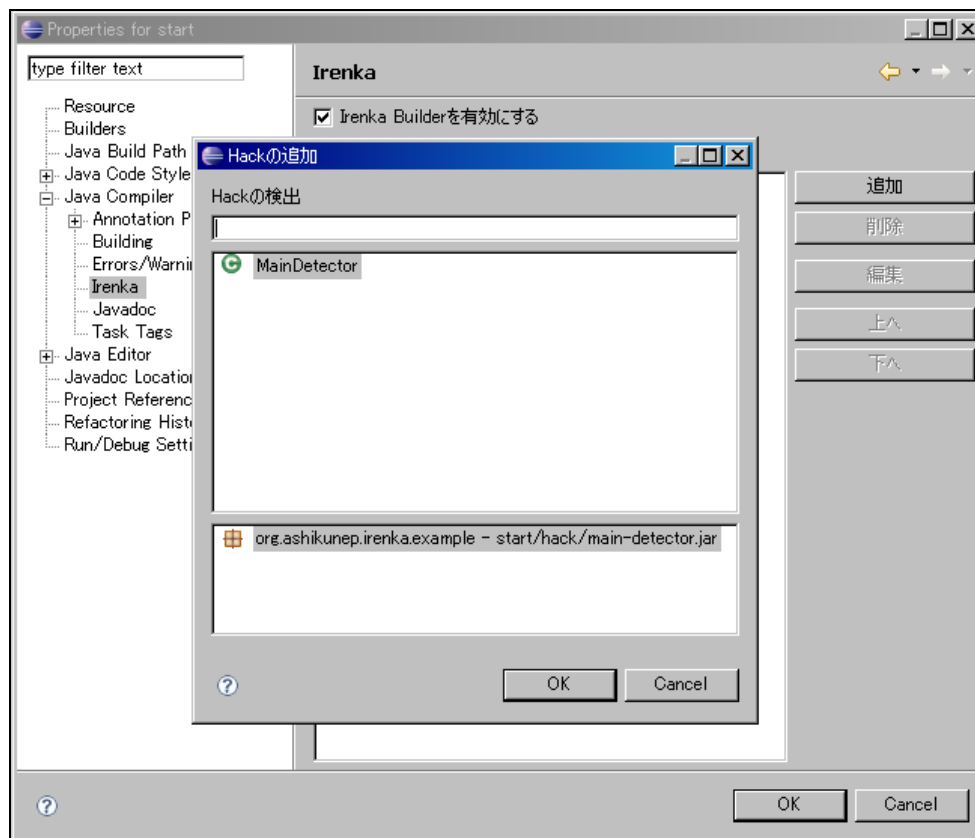 Properties for start
type filter text
Irenka
Resource
Builders
Java Build Path
Java Code Style
Java Compiler
Annotation P
Building
Errors/Warni
Irenka
Javadoc
Task Tags
Java Editor
Javadoc Location
Project Referenc
Refactoring Histo
Run/Debug Setti
Irenka Builderを有効にする
Hackの追加
Hackの検出
MainDetector
org.ashikunep.irenka.example - start/hack/main-detector.jar
OK
Cancel
追加
削除
編集
上へ
下へ
OK
Cancel